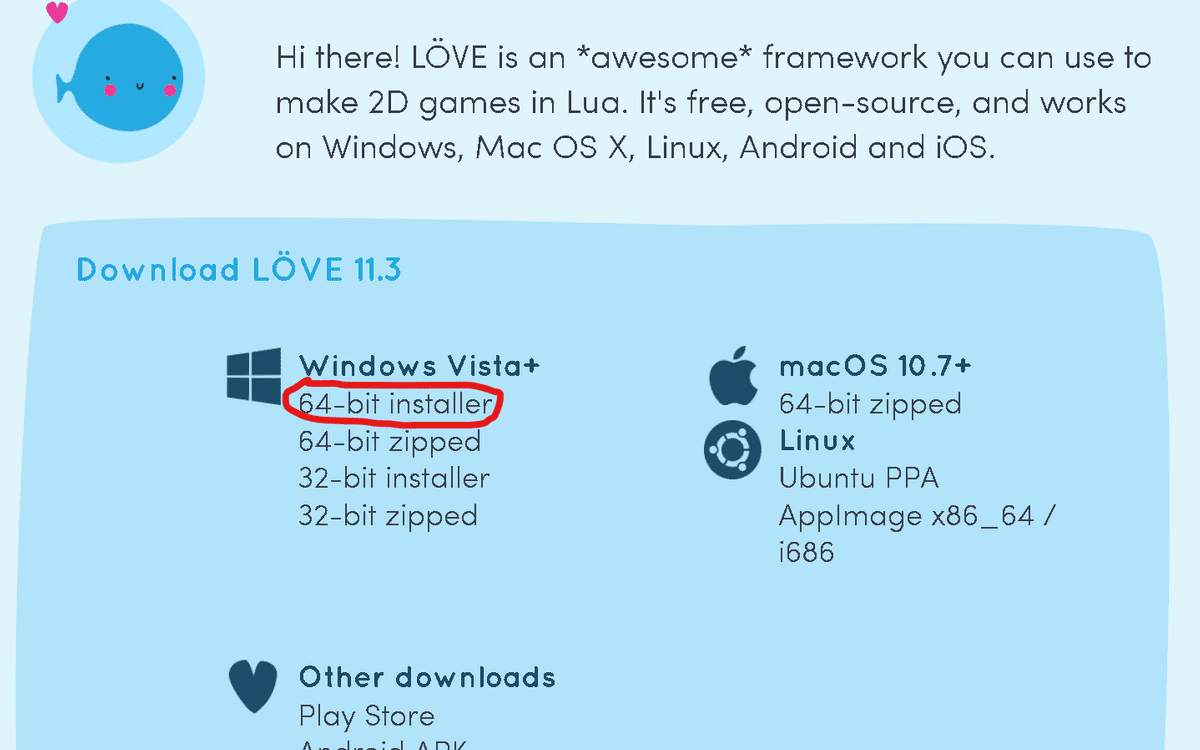 Hi there! LÖVE is an *awesome* framework you can use to
make 2D games in Lua. It's free, open-source, and works
on Windows, Mac OS X, Linux, Android and iOS.
Download LÖVE 11.3
Windows Vista+
64-bit installer
64-bit zipped
32-bit installer
32-bit zipped
macOS 10.7+
64-bit zipped
Linux
Ubuntu PPA
AppImage x86_64 /
i686
Other downloads
Play Store
Android APK